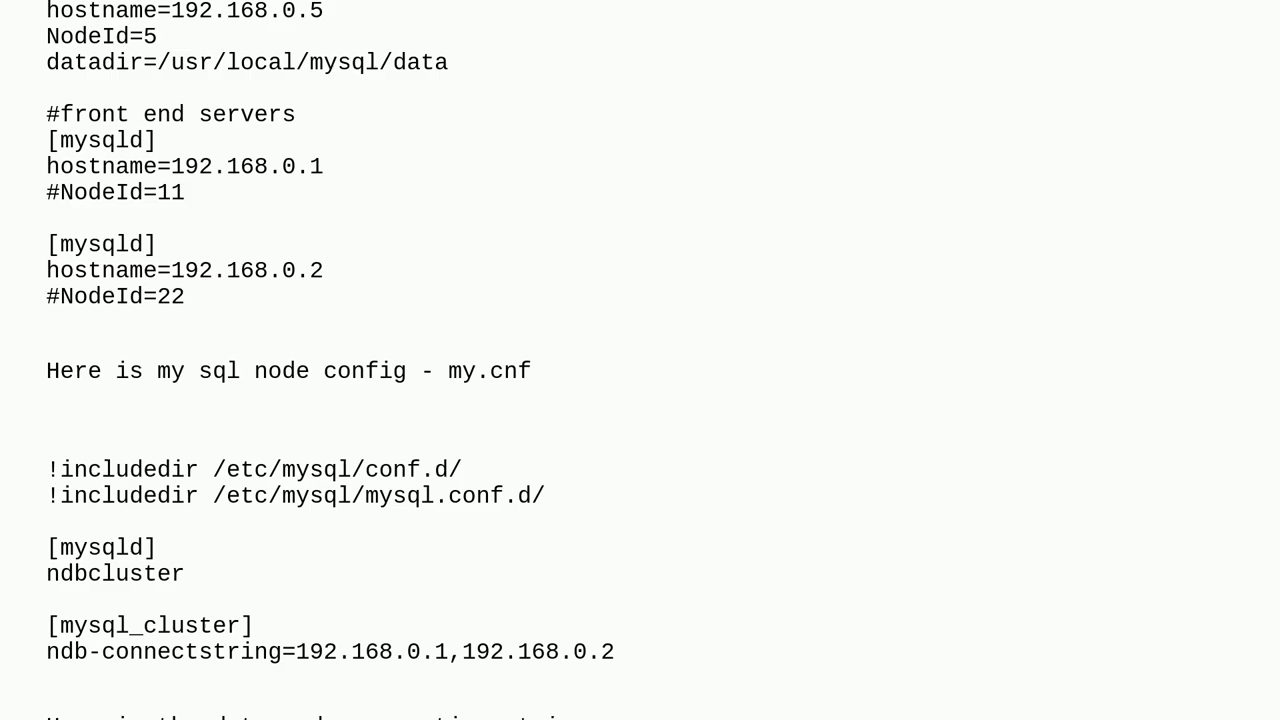 hostname=192.168.0.5
NodeId=5
datadir=/usr/local/mysql/data
#front end servers
[mysqld]
hostname=192.168.0.1
#NodeId=11
[mysqld]
hostname=192.168.0.2
#NodeId=22
Here is my sql node config - my.cnf
!includedir /etc/mysql/conf.d/
!includedir /etc/mysql/mysql.conf.d/
[mysqld]
ndbcluster
[mysql_cluster]
ndb-connectstring=192.168.0.1,192.168.0.2